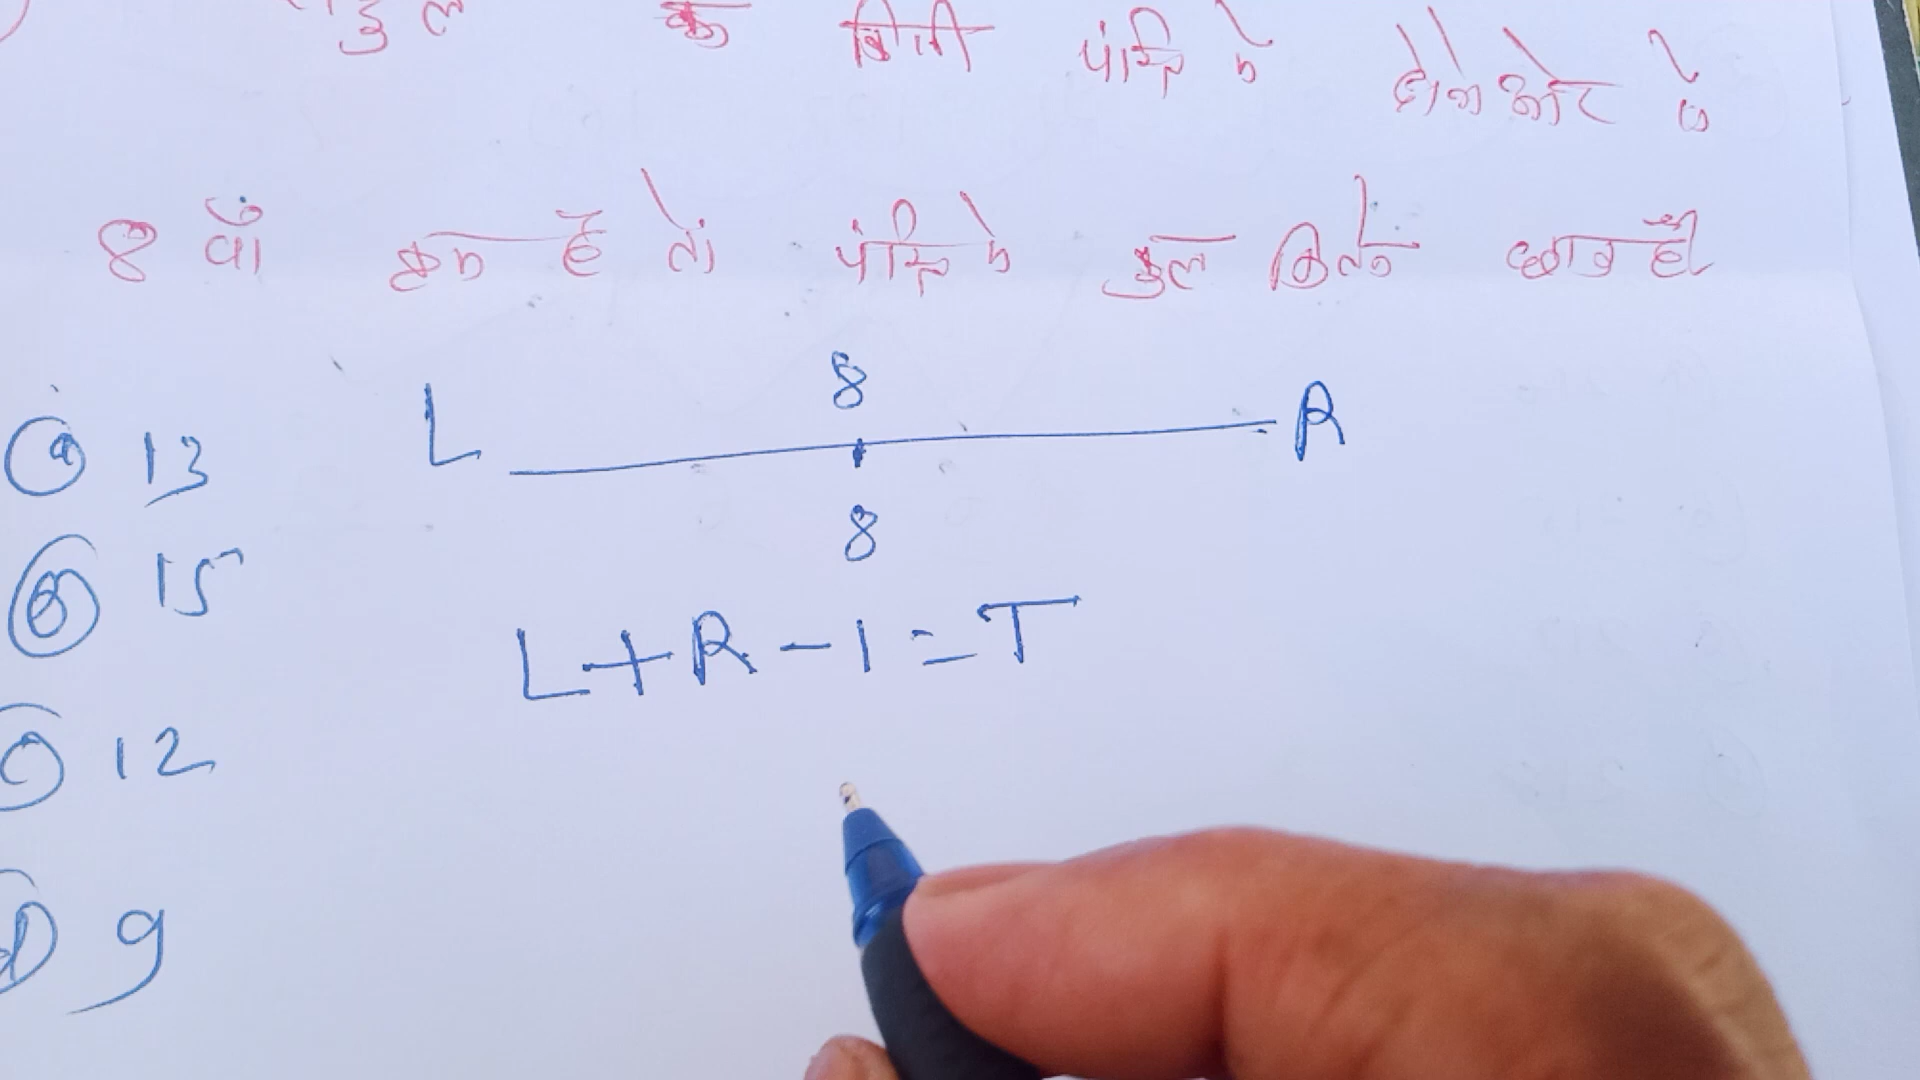 किसी पंक्ति के दोनो ओर से
8 वाँ क्रम है तो पंक्ति में कुल कितने छात्र हैं
L 8 R
8
L+R-1=T
(a) 13
(b) 15
(c) 12
(d) 9